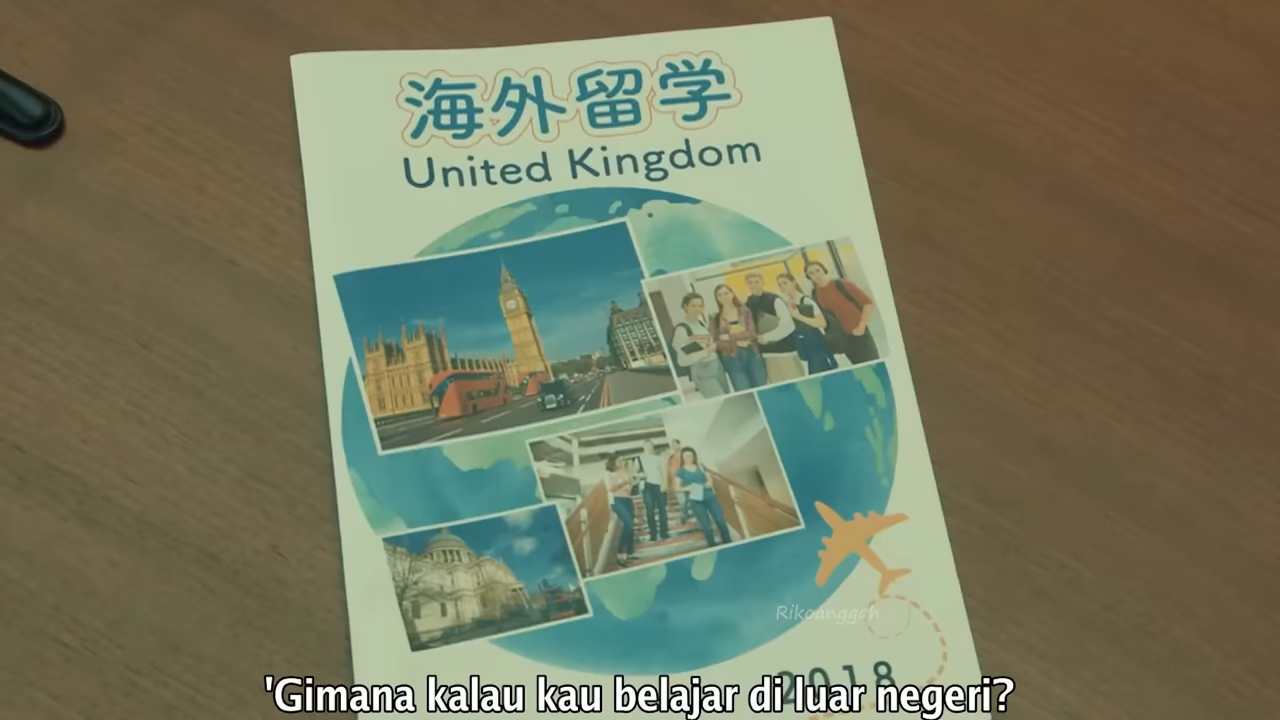 海外留学
United Kingdom
Rikoanggch
2018
'Gimana kalau kau belajar di luar negeri?